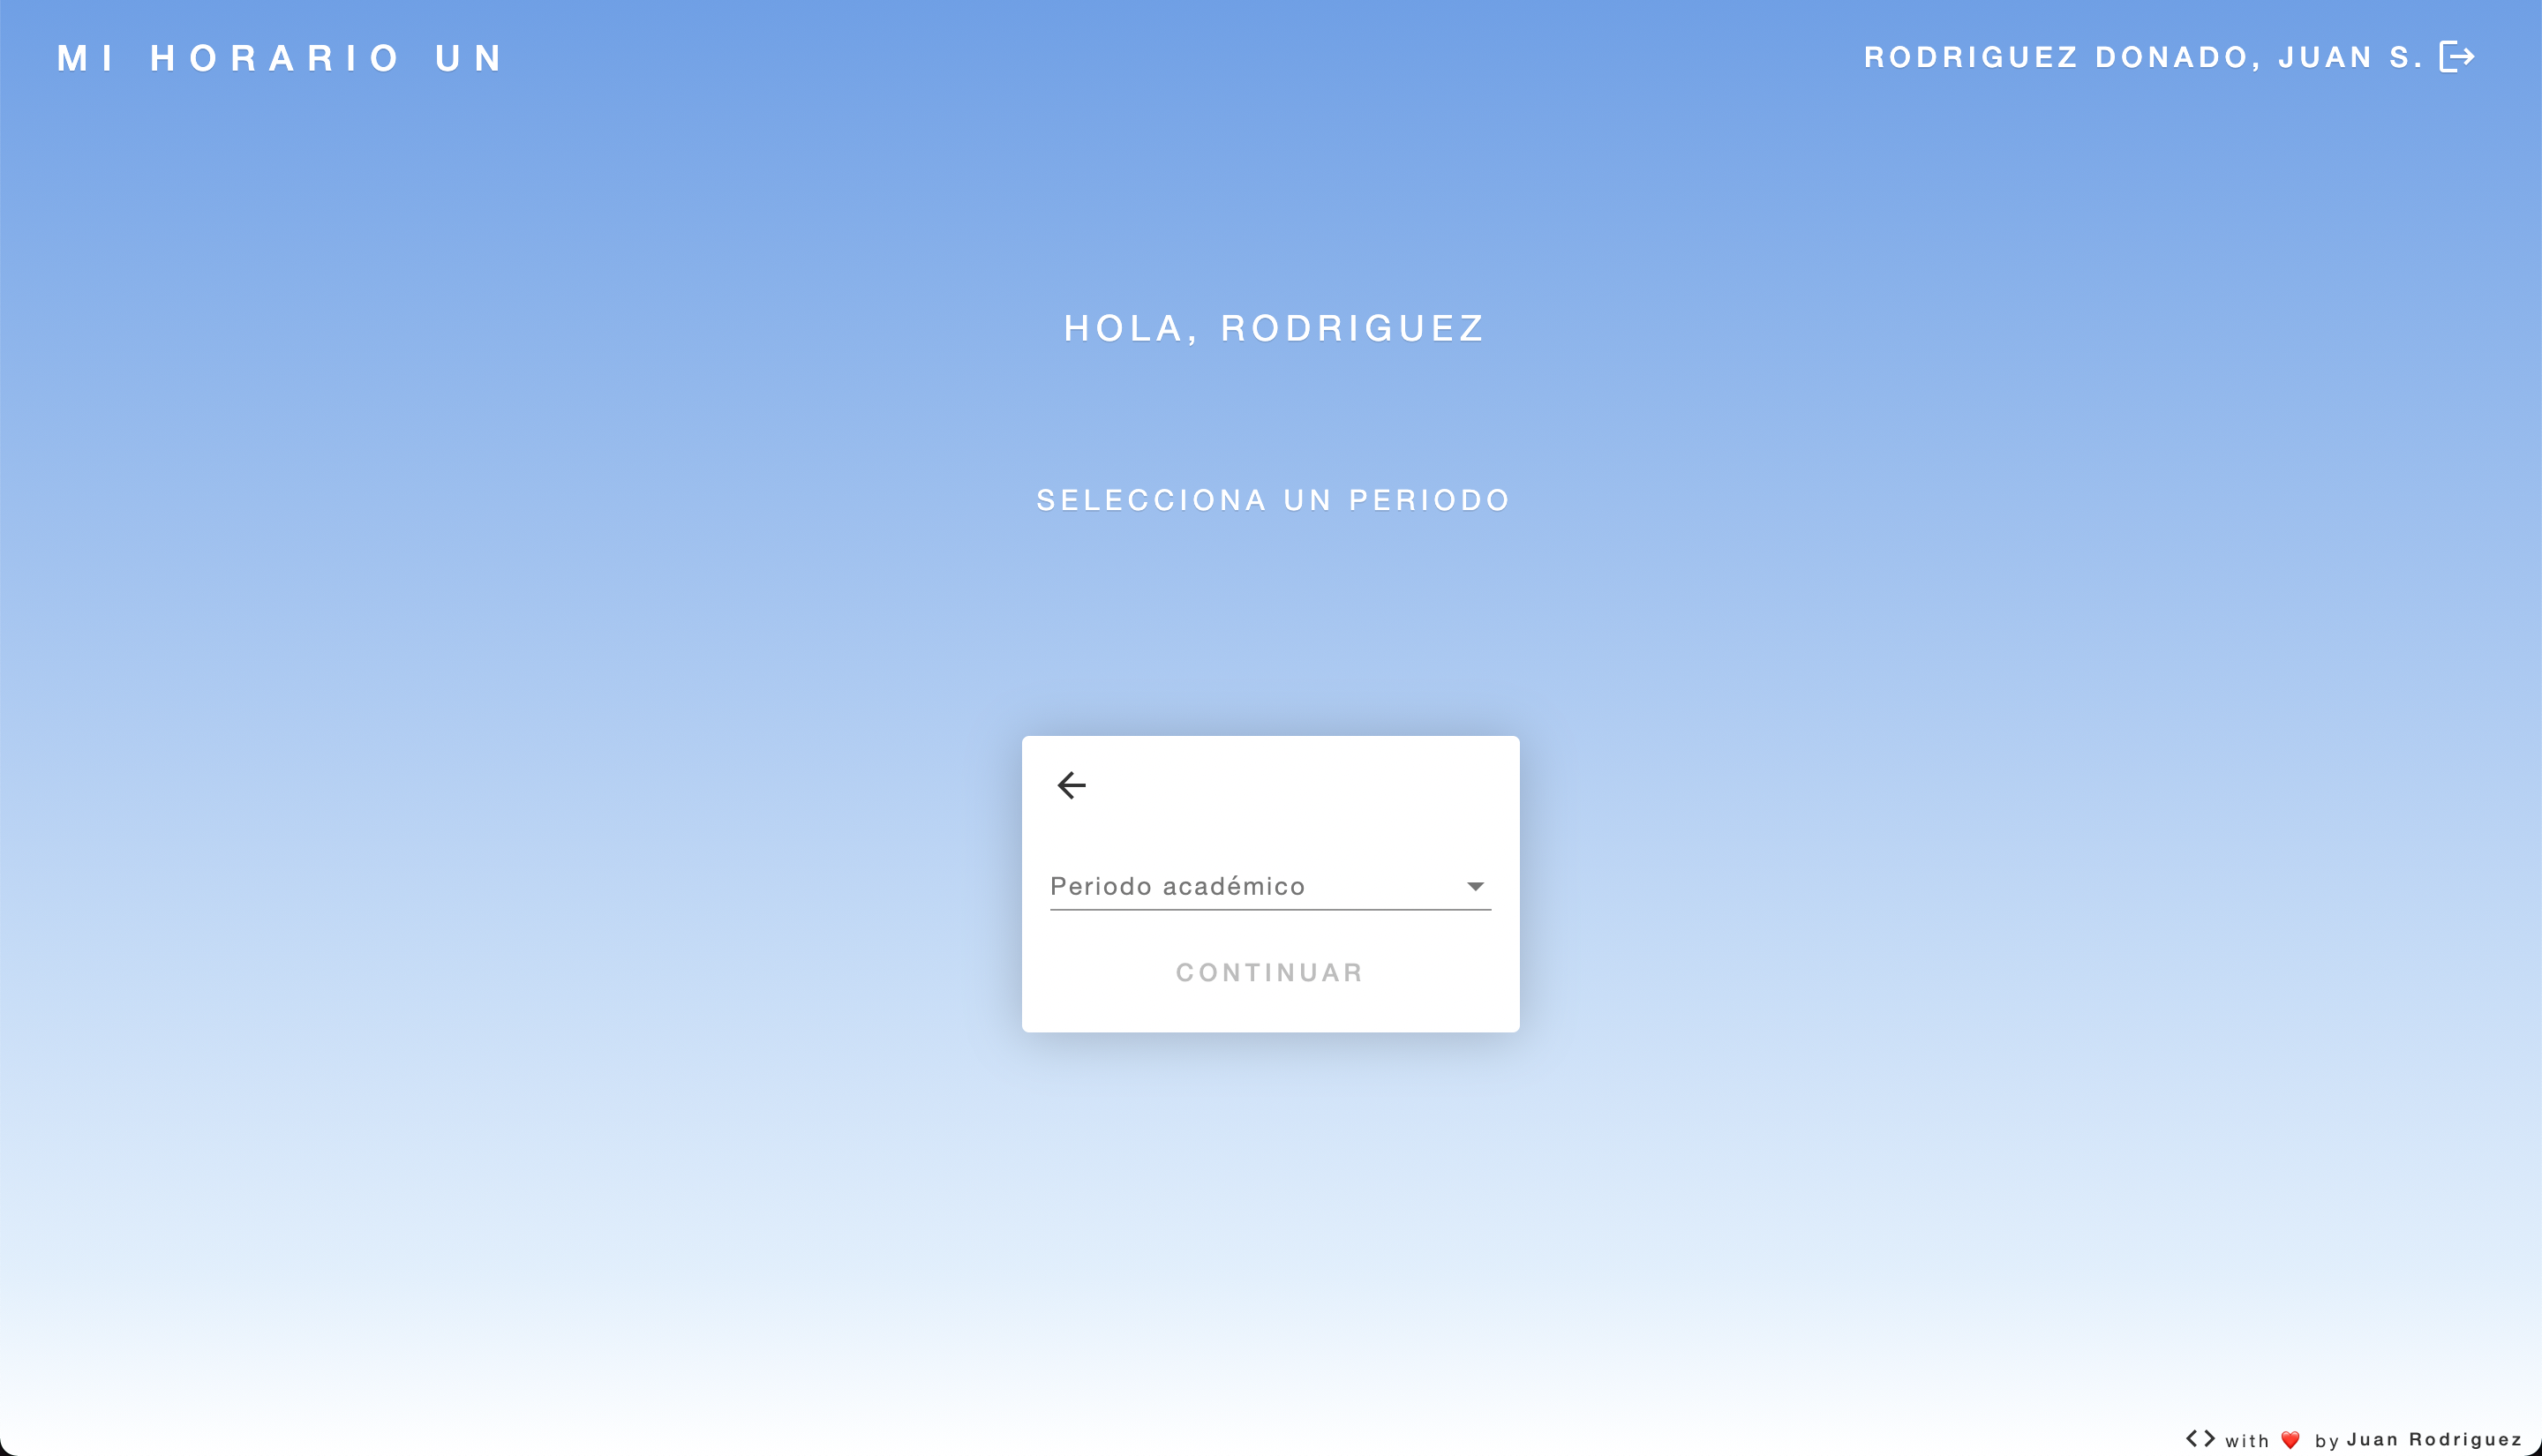 MI HORARIO UN
RODRIGUEZ DONADO, JUAN S.
HOLA, RODRIGUEZ
SELECCIONA UN PERIODO
Periodo académico
CONTINUAR
<> with ❤️ by Juan Rodriguez